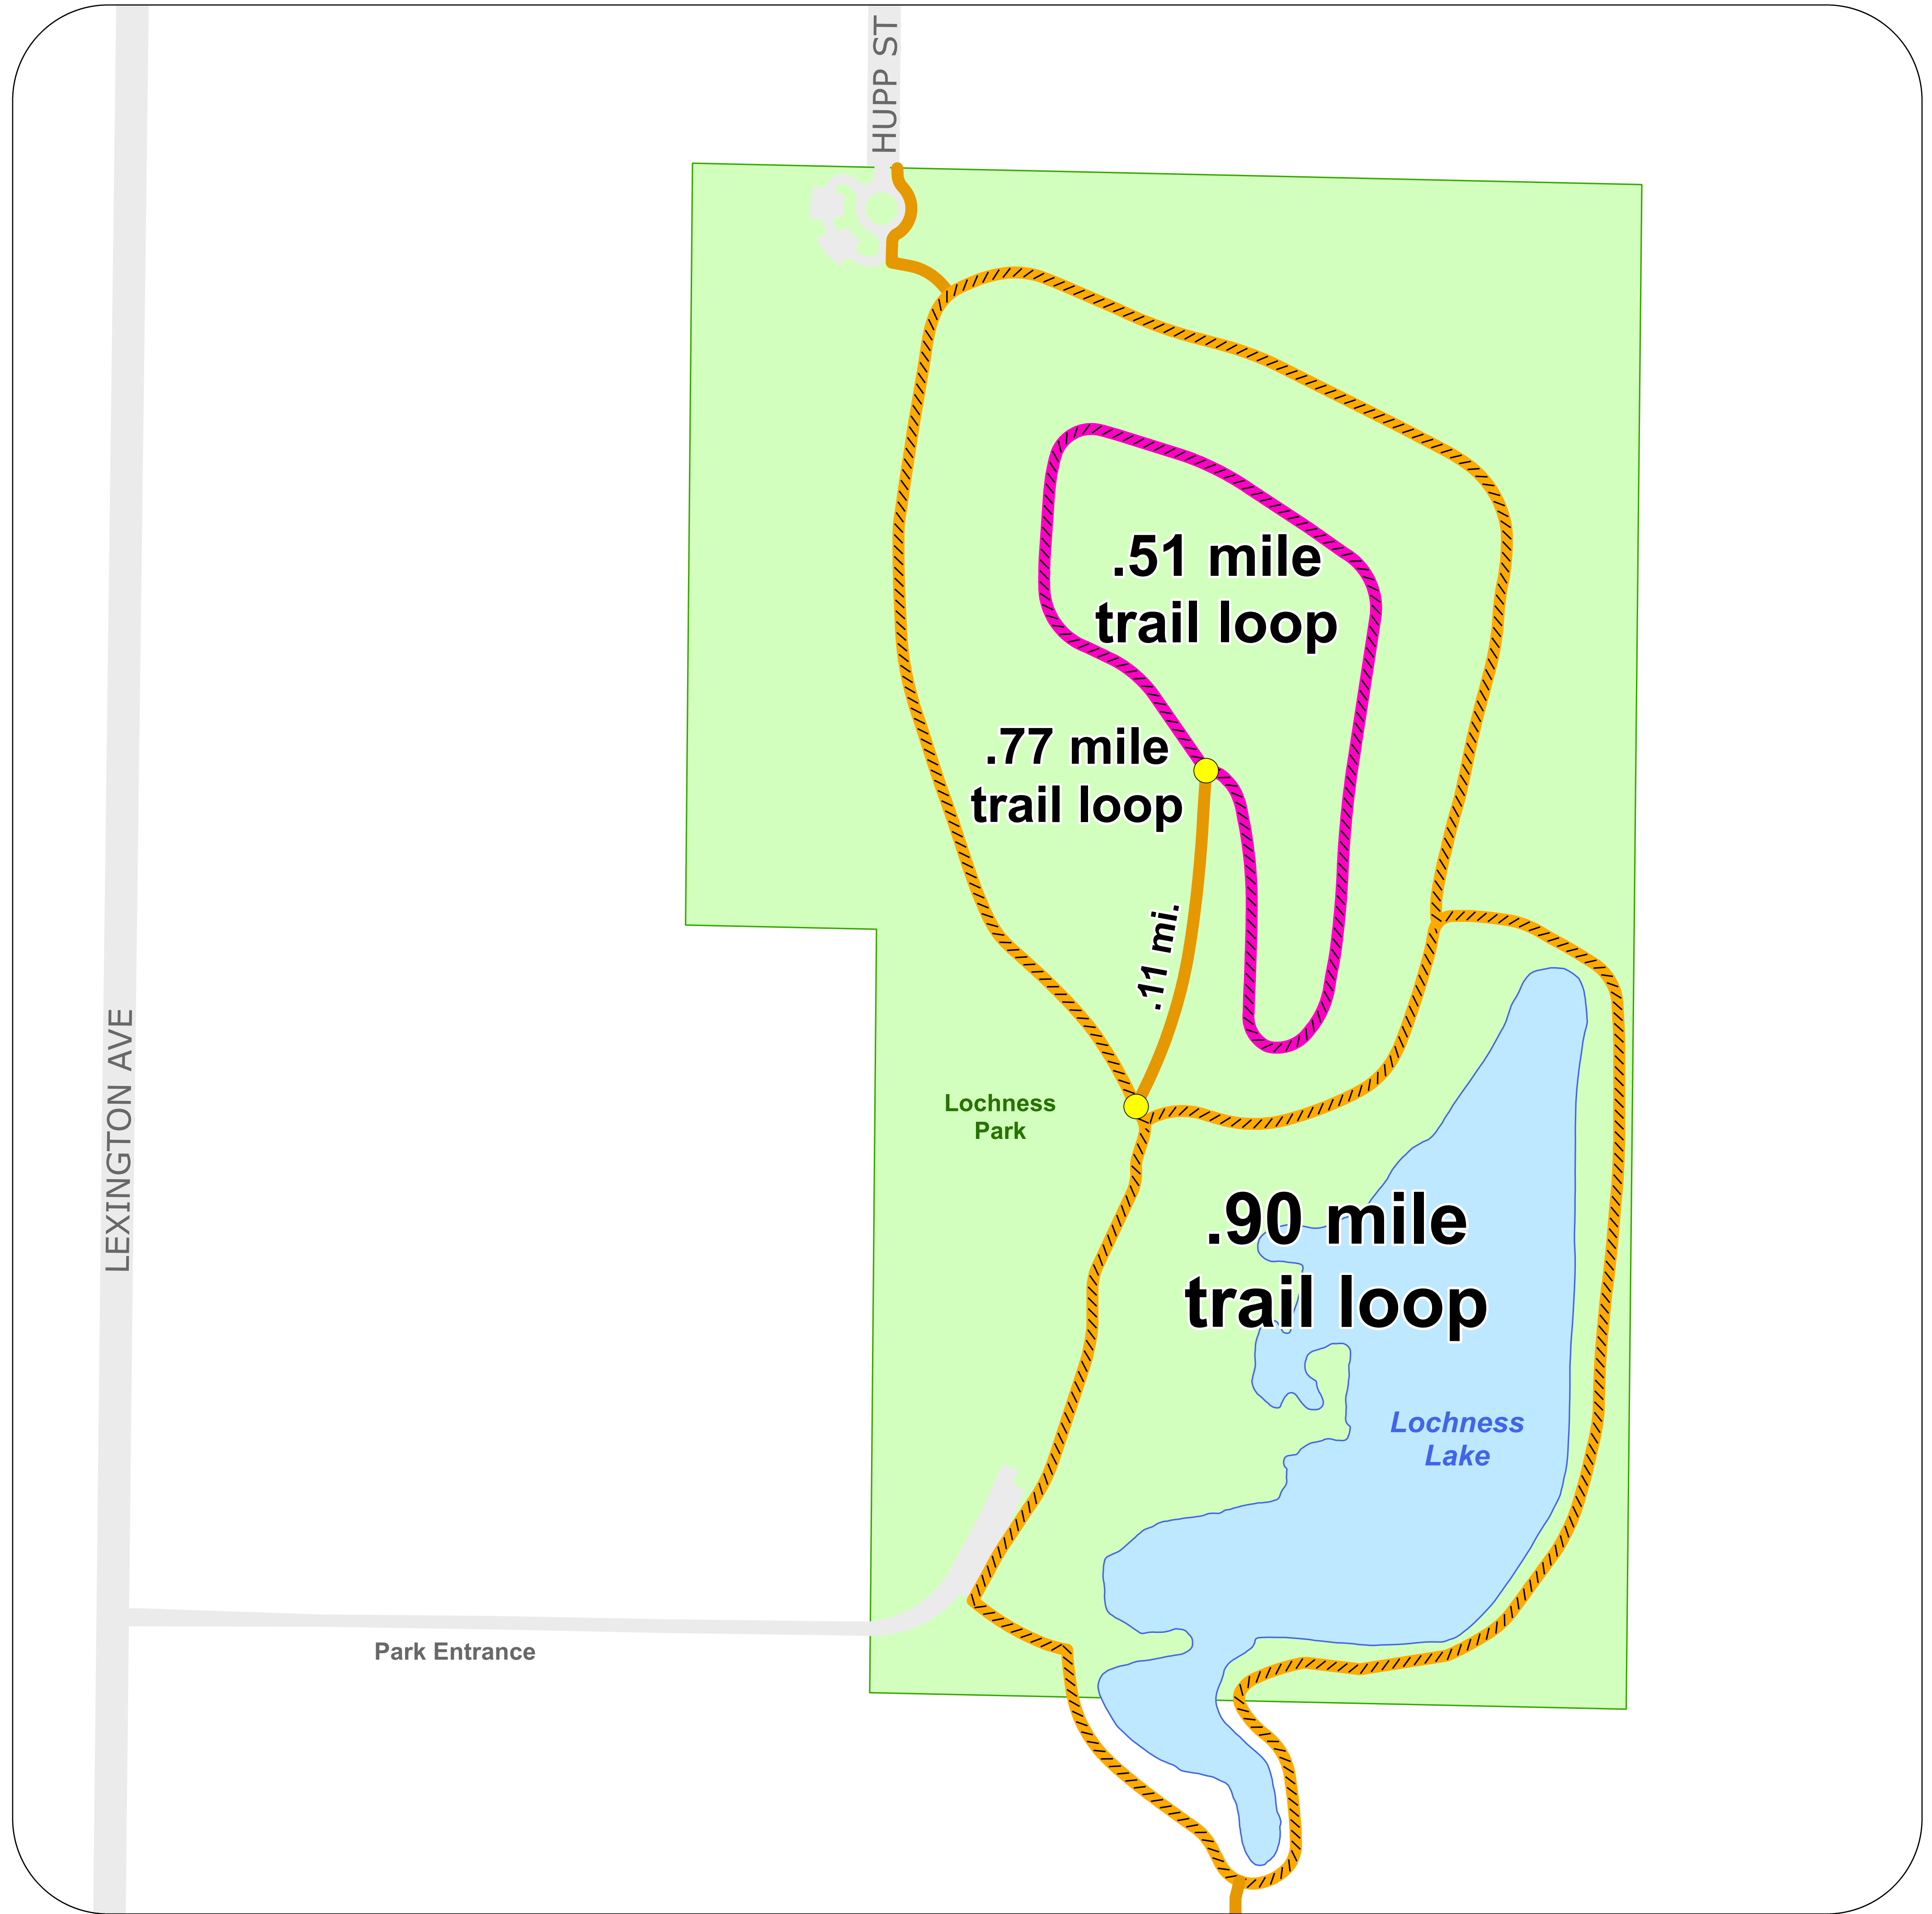 HUPP ST
.51 mile
trail loop
.77 mile
trail loop
.11 mi.
LEXINGTON AVE
Lochness
Park
.90 mile
trail loop
Lochness
Lake
Park Entrance